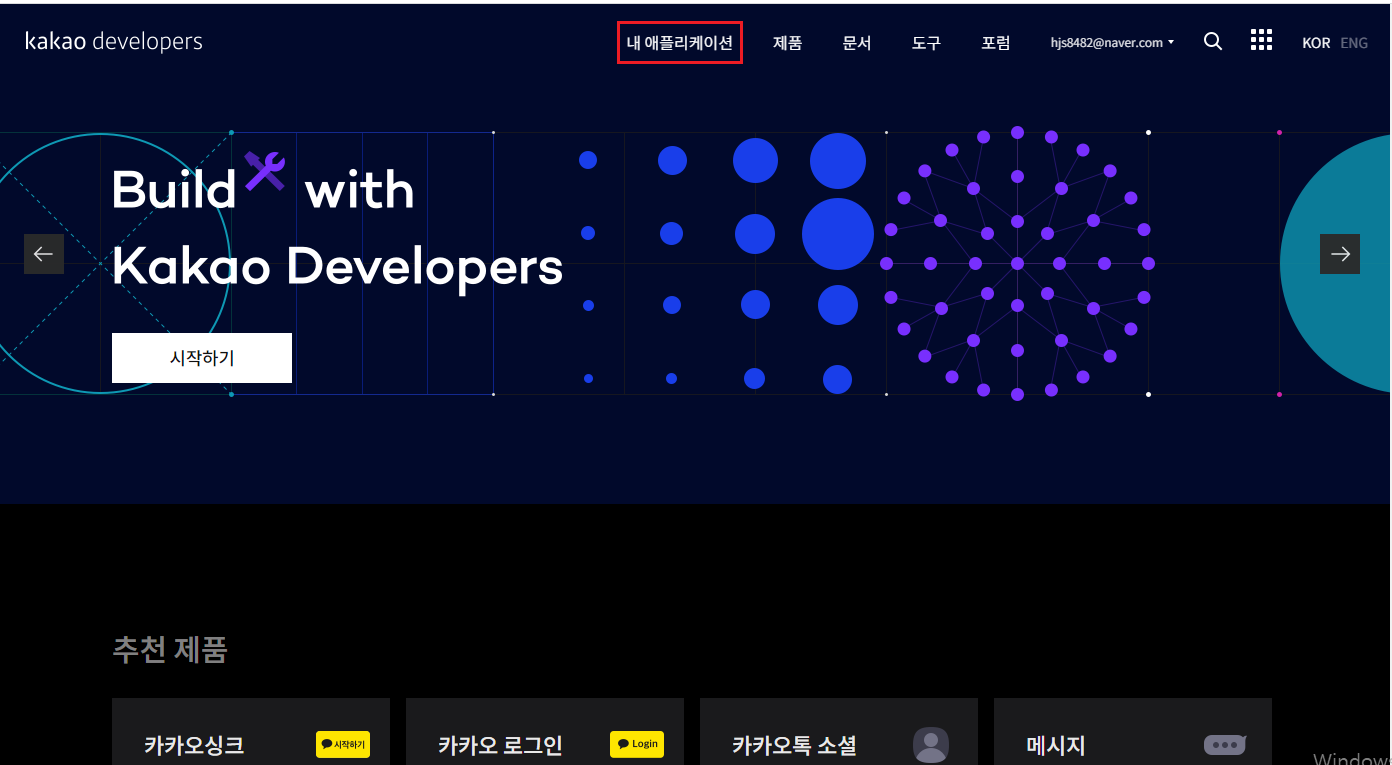 kakao developers
내 애플리케이션 제품 문서 도구 포럼 hjs8482@naver.com KOR ENG
Build with
Kakao Developers
시작하기
추천 제품
카카오싱크 시작하기 카카오 로그인 Login 카카오톡 소셜 메시지
Windows